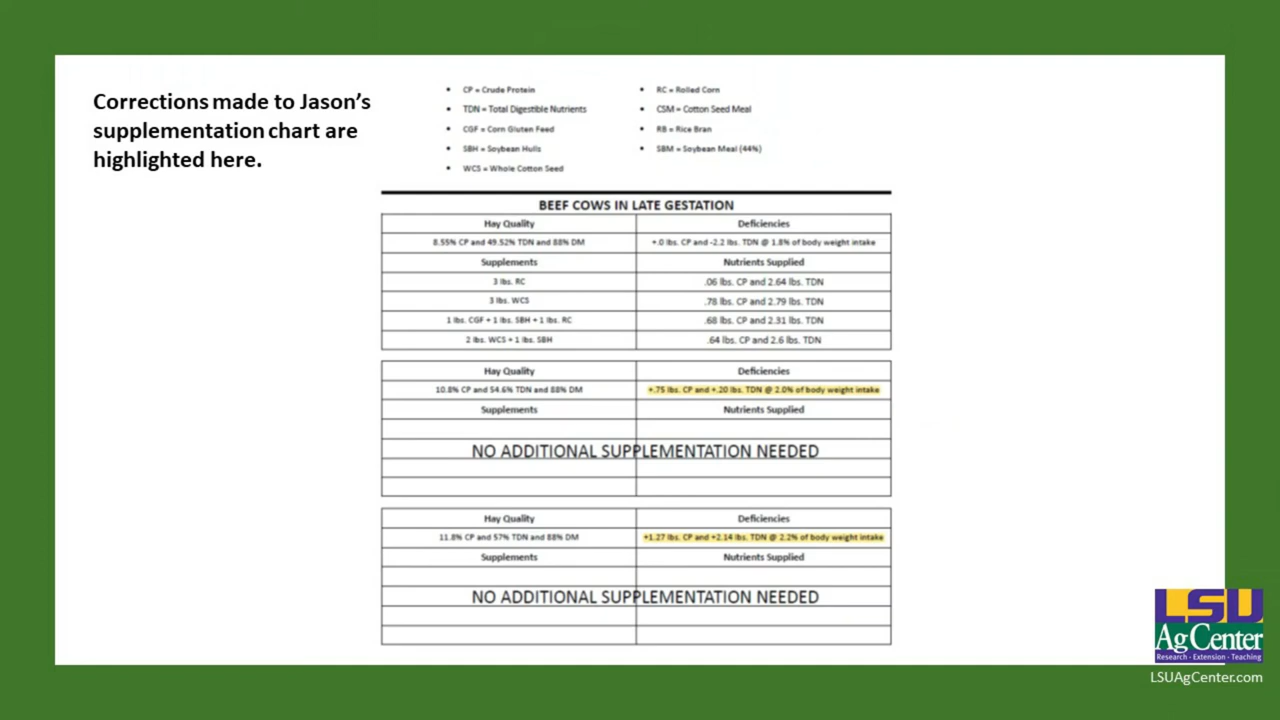 Corrections made to Jason's
supplementation chart are
highlighted here.
• CP = Crude Protein
• TDN = Total Digestible Nutrients
• CGF = Corn Gluten Feed
• SBH = Soybean Hulls
• WCS = Whole Cotton Seed
• RC = Rolled Corn
• CSM = Cotton Seed Meal
• RB = Rice Bran
• SBM = Soybean Meal (44%)
BEEF COWS IN LATE GESTATION
Hay Quality Deficiencies
8.55% CP and 49.52% TDN and 88% DM +.0 lbs. CP and -2.2 lbs. TDN @ 1.8% of body weight intake
Supplements Nutrients Supplied
3 lbs. RC .06 lbs. CP and 2.64 lbs. TDN
3 lbs. WCS .78 lbs. CP and 2.79 lbs. TDN
1 lbs. CGF + 1 lbs. SBH + 1 lbs. RC .68 lbs. CP and 2.31 lbs. TDN
2 lbs. WCS + 1 lbs. SBH .64 lbs. CP and 2.6 lbs. TDN
Hay Quality Deficiencies
10.8% CP and 54.6% TDN and 88% DM +.75 lbs. CP and +.20 lbs. TDN @ 2.0% of body weight intake
Supplements Nutrients Supplied
NO ADDITIONAL SUPPLEMENTATION NEEDED
Hay Quality Deficiencies
11.8% CP and 57% TDN and 88% DM +1.27 lbs. CP and +2.14 lbs. TDN @ 2.2% of body weight intake
Supplements Nutrients Supplied
NO ADDITIONAL SUPPLEMENTATION NEEDED
LSU
AgCenter
Research - Extension - Teaching
LSUAgCenter.com